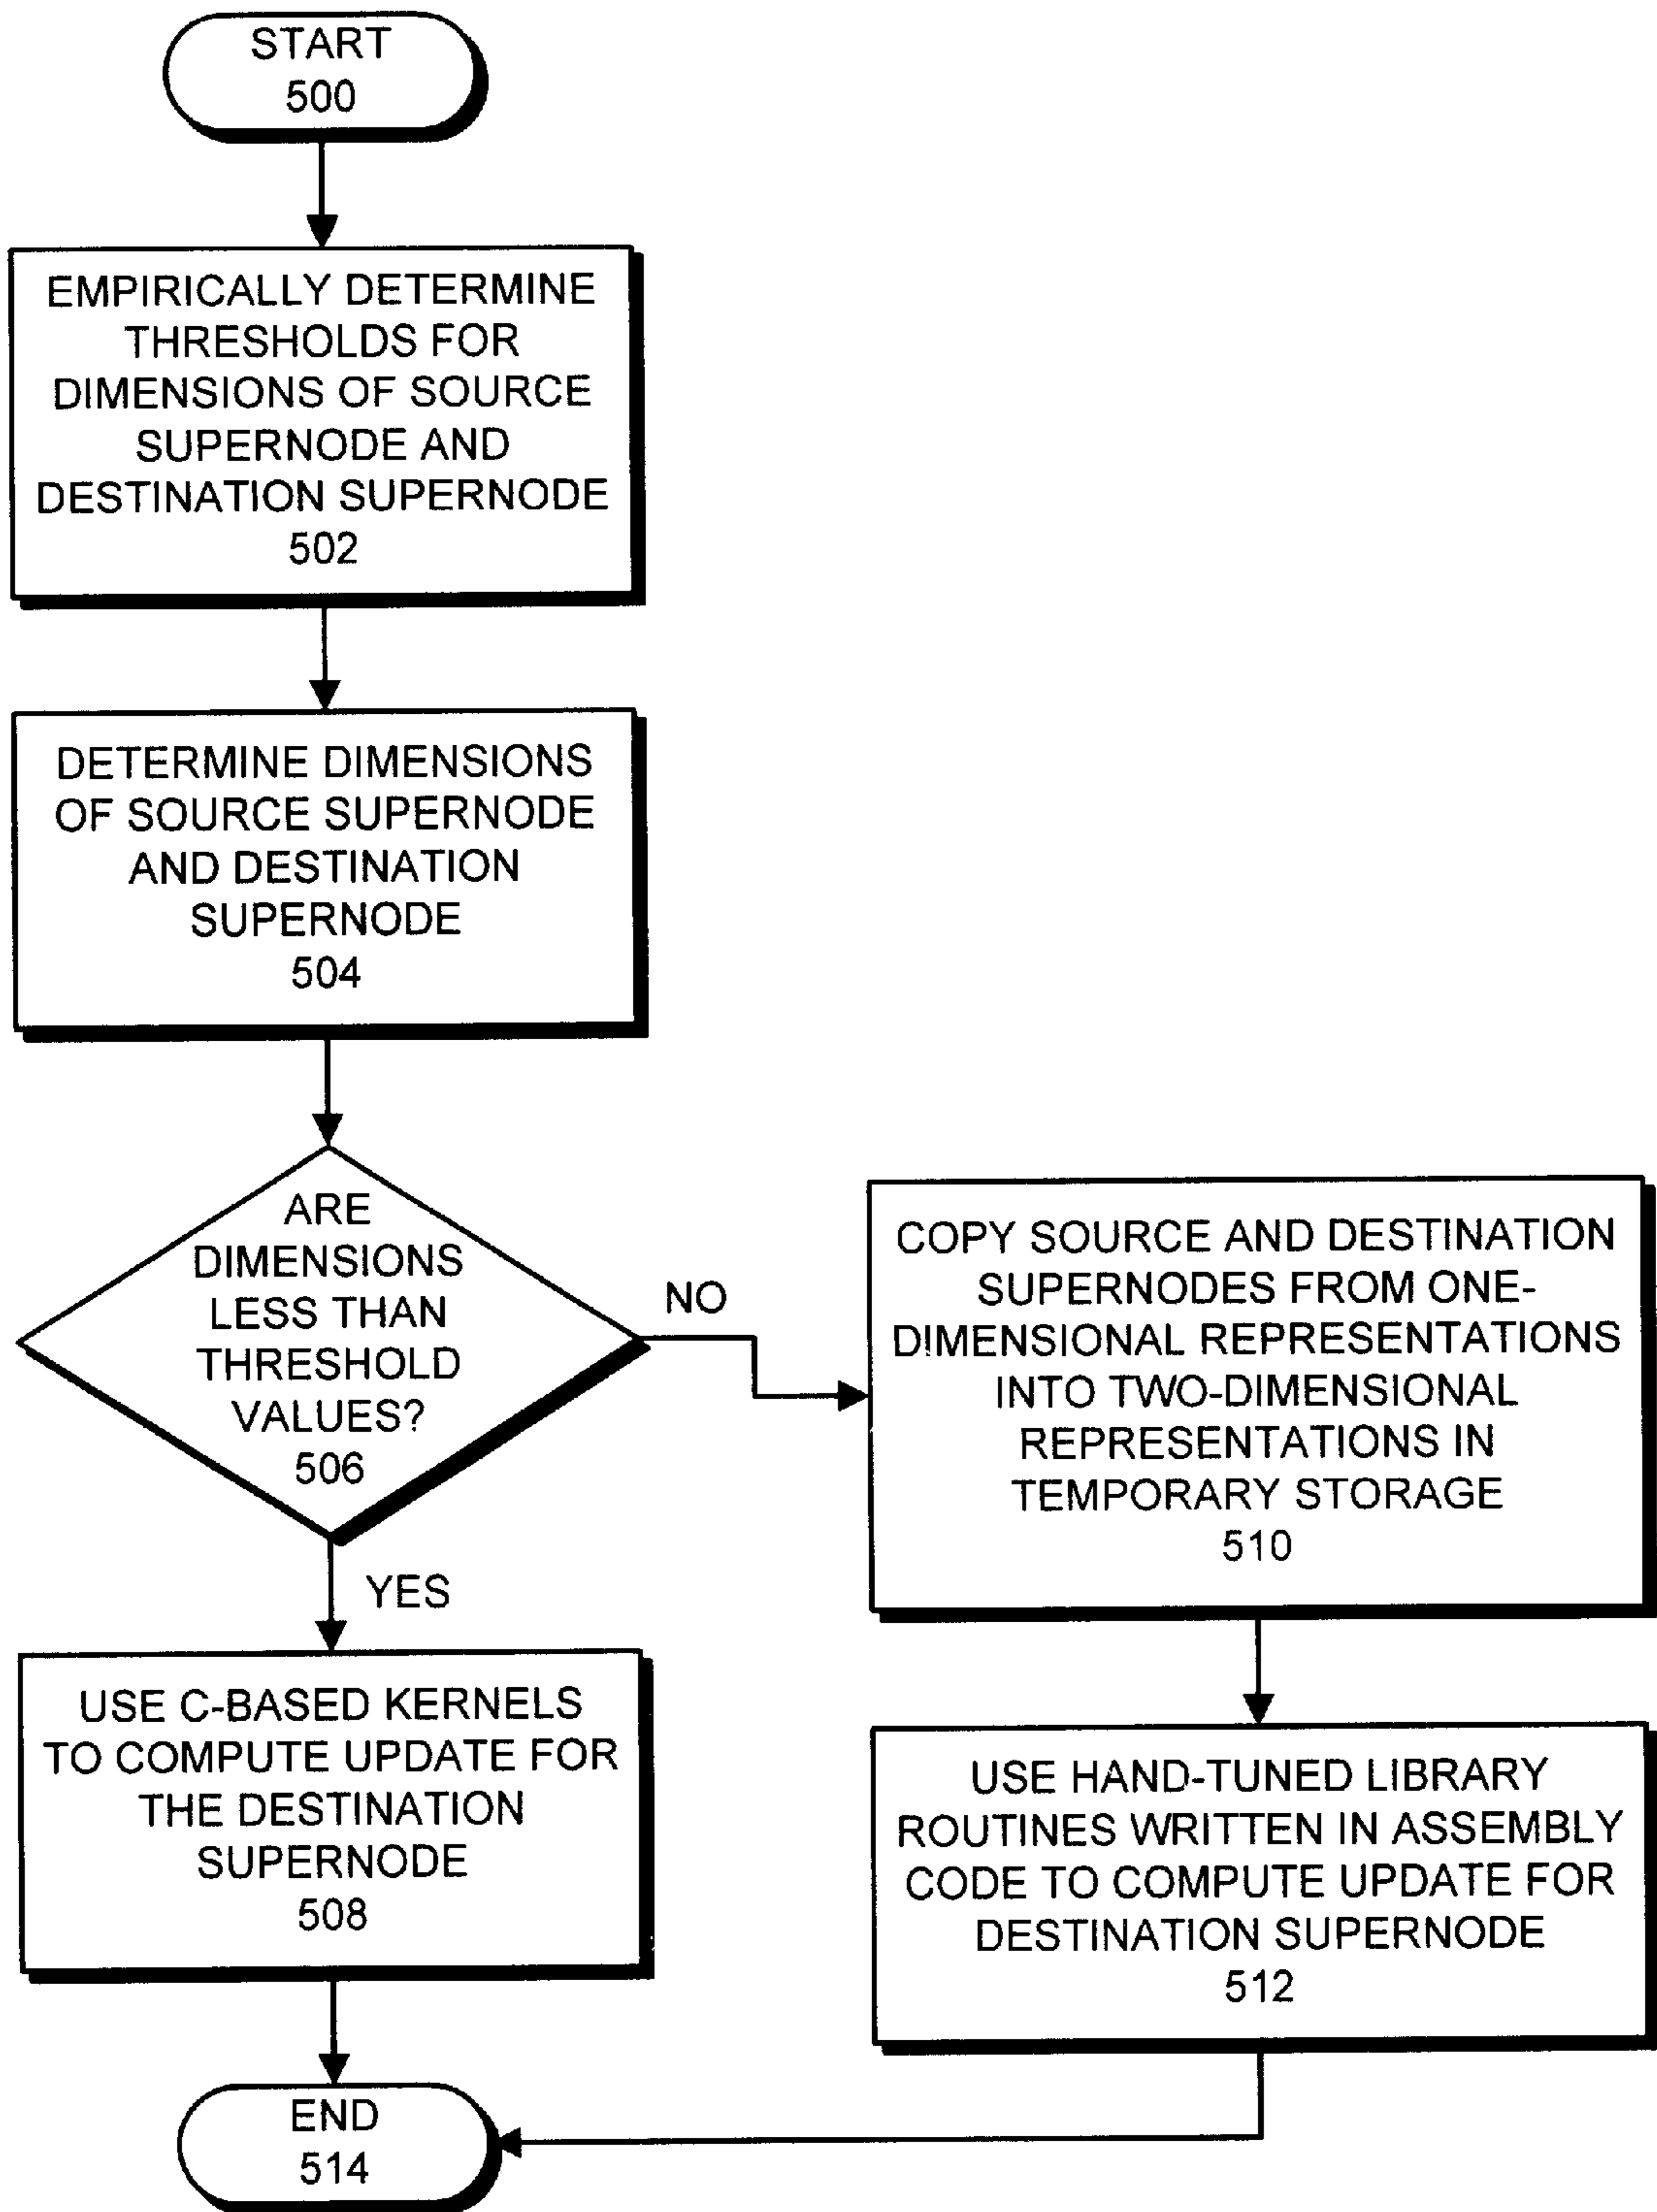 START
500
EMPIRICALLY DETERMINE
THRESHOLDS FOR
DIMENSIONS OF SOURCE
SUPERNODE AND
DESTINATION SUPERNODE
502
DETERMINE DIMENSIONS
OF SOURCE SUPERNODE
AND DESTINATION
SUPERNODE
504
ARE
DIMENSIONS
LESS THAN
THRESHOLD
VALUES?
506
NO
YES
COPY SOURCE AND DESTINATION
SUPERNODES FROM ONE-
DIMENSIONAL REPRESENTATIONS
INTO TWO-DIMENSIONAL
REPRESENTATIONS IN
TEMPORARY STORAGE
510
USE C-BASED KERNELS
TO COMPUTE UPDATE FOR
THE DESTINATION
SUPERNODE
508
USE HAND-TUNED LIBRARY
ROUTINES WRITTEN IN ASSEMBLY
CODE TO COMPUTE UPDATE FOR
DESTINATION SUPERNODE
512
END
514